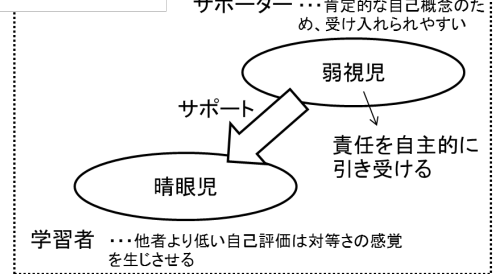 サポーター ・・・肯定的な自己概念のた
め、受け入れられやすい
弱視児
サポート
責任を自主的に
引き受ける
晴眼児
学習者 ・・・他者より低い自己評価は対等さの感覚
を生じさせる